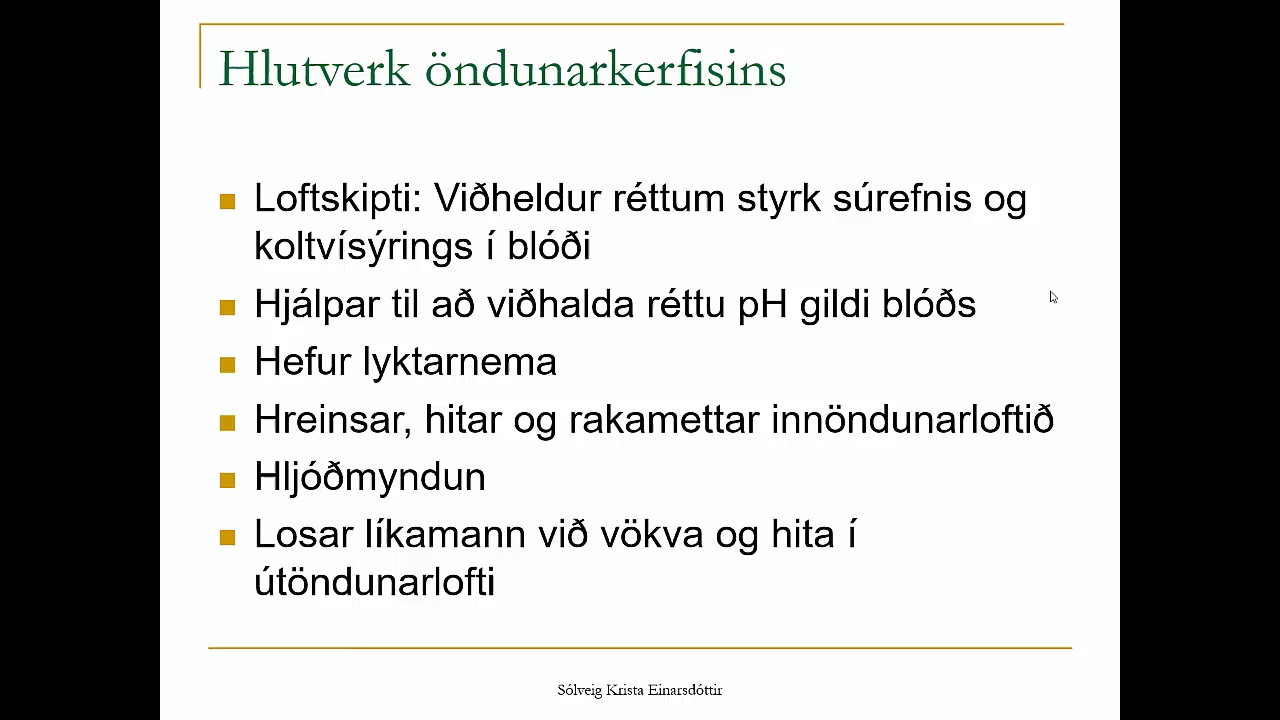 Hlutverk öndunarkerfisins
Loftskipti: Viðheldur réttum styrk súrefnis og
koltvísýrings í blóði
Hjálpar til að viðhalda réttu pH gildi blóðs
Hefur lyktarnema
Hreinsar, hitar og rakamettar innöndunarloftið
Hljóðmyndun
Losar líkamann við vökva og hita í
útöndunarlofti
Sólveig Krista Einarsdóttir